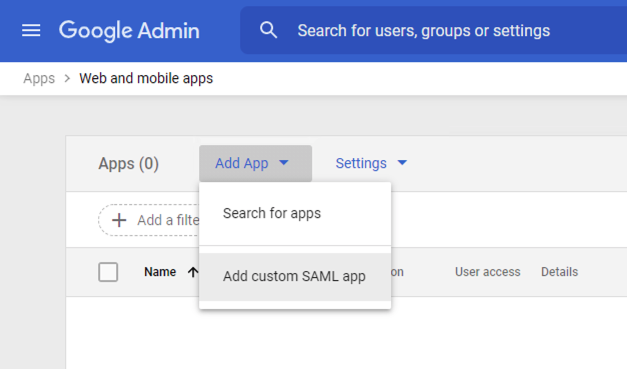 Google Admin
Search for users, groups or settings
Apps > Web and mobile apps
Apps (0)
Add App
Settings
Add a filte
Search for apps
Name
on
User access
Details
Add custom SAML app